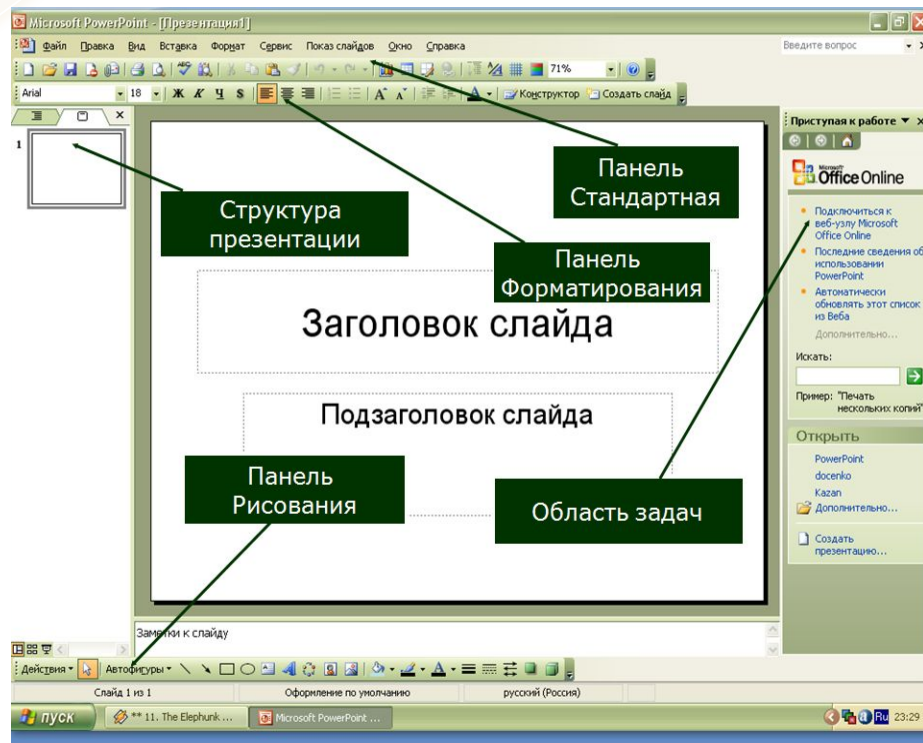 Microsoft PowerPoint - [Презентация1]
Файл Правка Вид Вставка Формат Сервис Показ слайдов Окно Справка
Введите вопрос
71%
Arial 18 Ж К Ч S Конструктор Создать слайд
1
Структура
презентации
Панель
Стандартная
Панель
Форматирования
Заголовок слайда
Подзаголовок слайда
Панель
Рисования
Область задач
Приступая к работе
Microsoft
Office Online
Подключиться к
веб-узлу Microsoft
Office Online
Последние сведения об
использовании
PowerPoint
Автоматически
обновлять этот список
из Веба
Дополнительно...
Искать:
Пример: "Печать
нескольких копий"
Открыть
PowerPoint
docenko
Kazan
Дополнительно...
Создать
презентацию...
Заметки к слайду
Действия Автофигуры
Слайд 1 из 1 Оформление по умолчанию русский (Россия)
пуск ** 11. The Elephunk ... Microsoft PowerPoint ... Ru 23:29